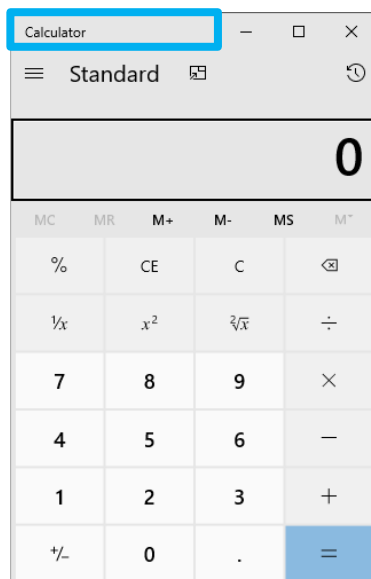 Calculator
Standard
0
MC MR M+ M- MS M˅
% CE C
¹/x x² ²√x ÷
7 8 9 ×
4 5 6 −
1 2 3 +
+/− 0 . =